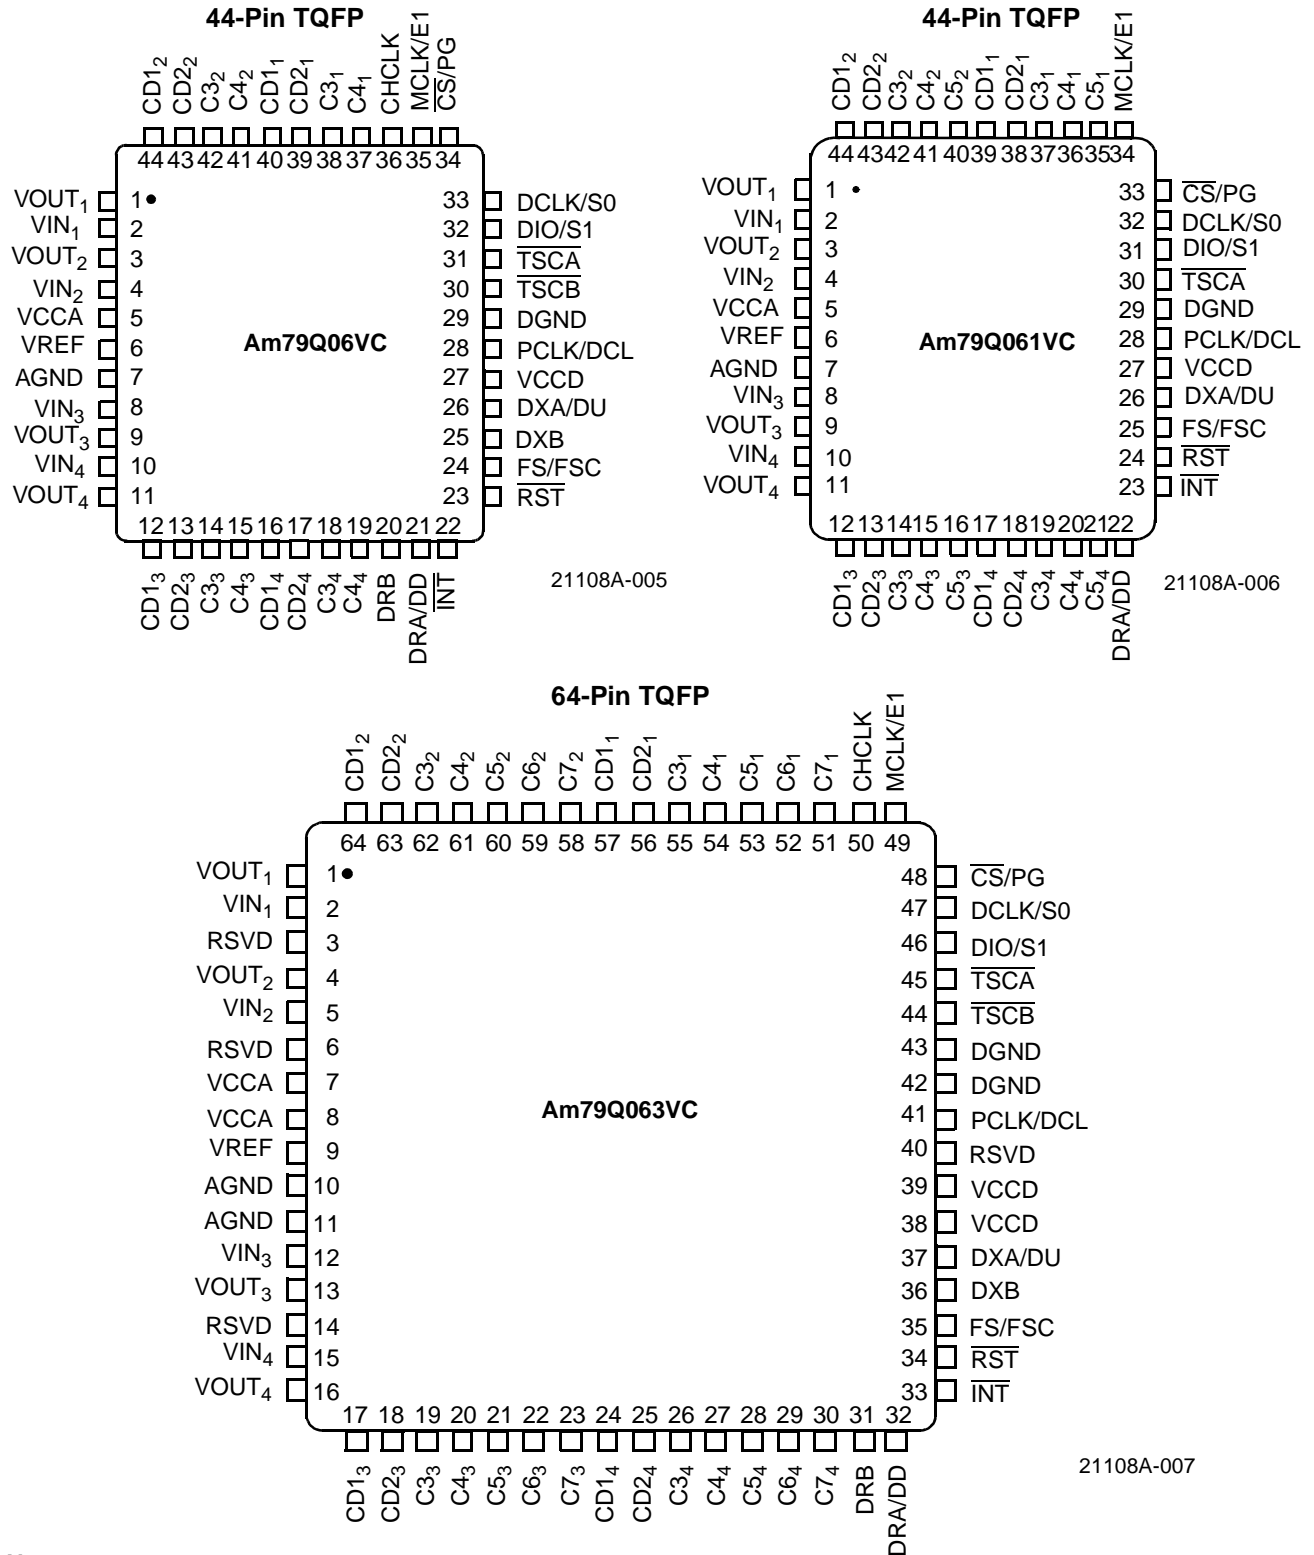 44-Pin TQFP
CD1₂ CD2₂ C3₂ C4₂ CD1₁ CD2₁ C3₁ C4₁ CHCLK MCLK/E1 C̅S̅/PG
44 43 42 41 40 39 38 37 36 35 34
VOUT₁ 1 33 DCLK/S0
VIN₁ 2 32 DIO/S1
VOUT₂ 3 31 T̅S̅C̅A̅
VIN₂ 4 30 T̅S̅C̅B̅
VCCA 5 29 DGND
VREF 6 Am79Q06VC 28 PCLK/DCL
AGND 7 27 VCCD
VIN₃ 8 26 DXA/DU
VOUT₃ 9 25 DXB
VIN₄ 10 24 FS/FSC
VOUT₄ 11 23 R̅S̅T̅
12 13 14 15 16 17 18 19 20 21 22
CD1₃ CD2₃ C3₃ C4₃ CD1₄ CD2₄ C3₄ C4₄ DRB DRA/DD I̅N̅T̅
21108A-005
44-Pin TQFP
CD1₂ CD2₂ C3₂ C4₂ C5₂ CD1₁ CD2₁ C3₁ C4₁ C5₁ MCLK/E1
44 43 42 41 40 39 38 37 36 35 34
VOUT₁ 1 33 C̅S̅/PG
VIN₁ 2 32 DCLK/S0
VOUT₂ 3 31 DIO/S1
VIN₂ 4 30 T̅S̅C̅A̅
VCCA 5 29 DGND
VREF 6 Am79Q061VC 28 PCLK/DCL
AGND 7 27 VCCD
VIN₃ 8 26 DXA/DU
VOUT₃ 9 25 FS/FSC
VIN₄ 10 24 R̅S̅T̅
VOUT₄ 11 23 I̅N̅T̅
12 13 14 15 16 17 18 19 20 21 22
CD1₃ CD2₃ C3₃ C4₃ C5₃ CD1₄ CD2₄ C3₄ C4₄ C5₄ DRA/DD
21108A-006
64-Pin TQFP
CD1₂ CD2₂ C3₂ C4₂ C5₂ C6₂ C7₂ CD1₁ CD2₁ C3₁ C4₁ C5₁ C6₁ C7₁ CHCLK MCLK/E1
64 63 62 61 60 59 58 57 56 55 54 53 52 51 50 49
VOUT₁ 1 48 C̅S̅/PG
VIN₁ 2 47 DCLK/S0
RSVD 3 46 DIO/S1
VOUT₂ 4 45 T̅S̅C̅A̅
VIN₂ 5 44 T̅S̅C̅B̅
RSVD 6 43 DGND
VCCA 7 42 DGND
VCCA 8 Am79Q063VC 41 PCLK/DCL
VREF 9 40 RSVD
AGND 10 39 VCCD
AGND 11 38 VCCD
VIN₃ 12 37 DXA/DU
VOUT₃ 13 36 DXB
RSVD 14 35 FS/FSC
VIN₄ 15 34 R̅S̅T̅
VOUT₄ 16 33 I̅N̅T̅
17 18 19 20 21 22 23 24 25 26 27 28 29 30 31 32
CD1₃ CD2₃ C3₃ C4₃ C5₃ C6₃ C7₃ CD1₄ CD2₄ C3₄ C4₄ C5₄ C6₄ C7₄ DRB DRA/DD
21108A-007